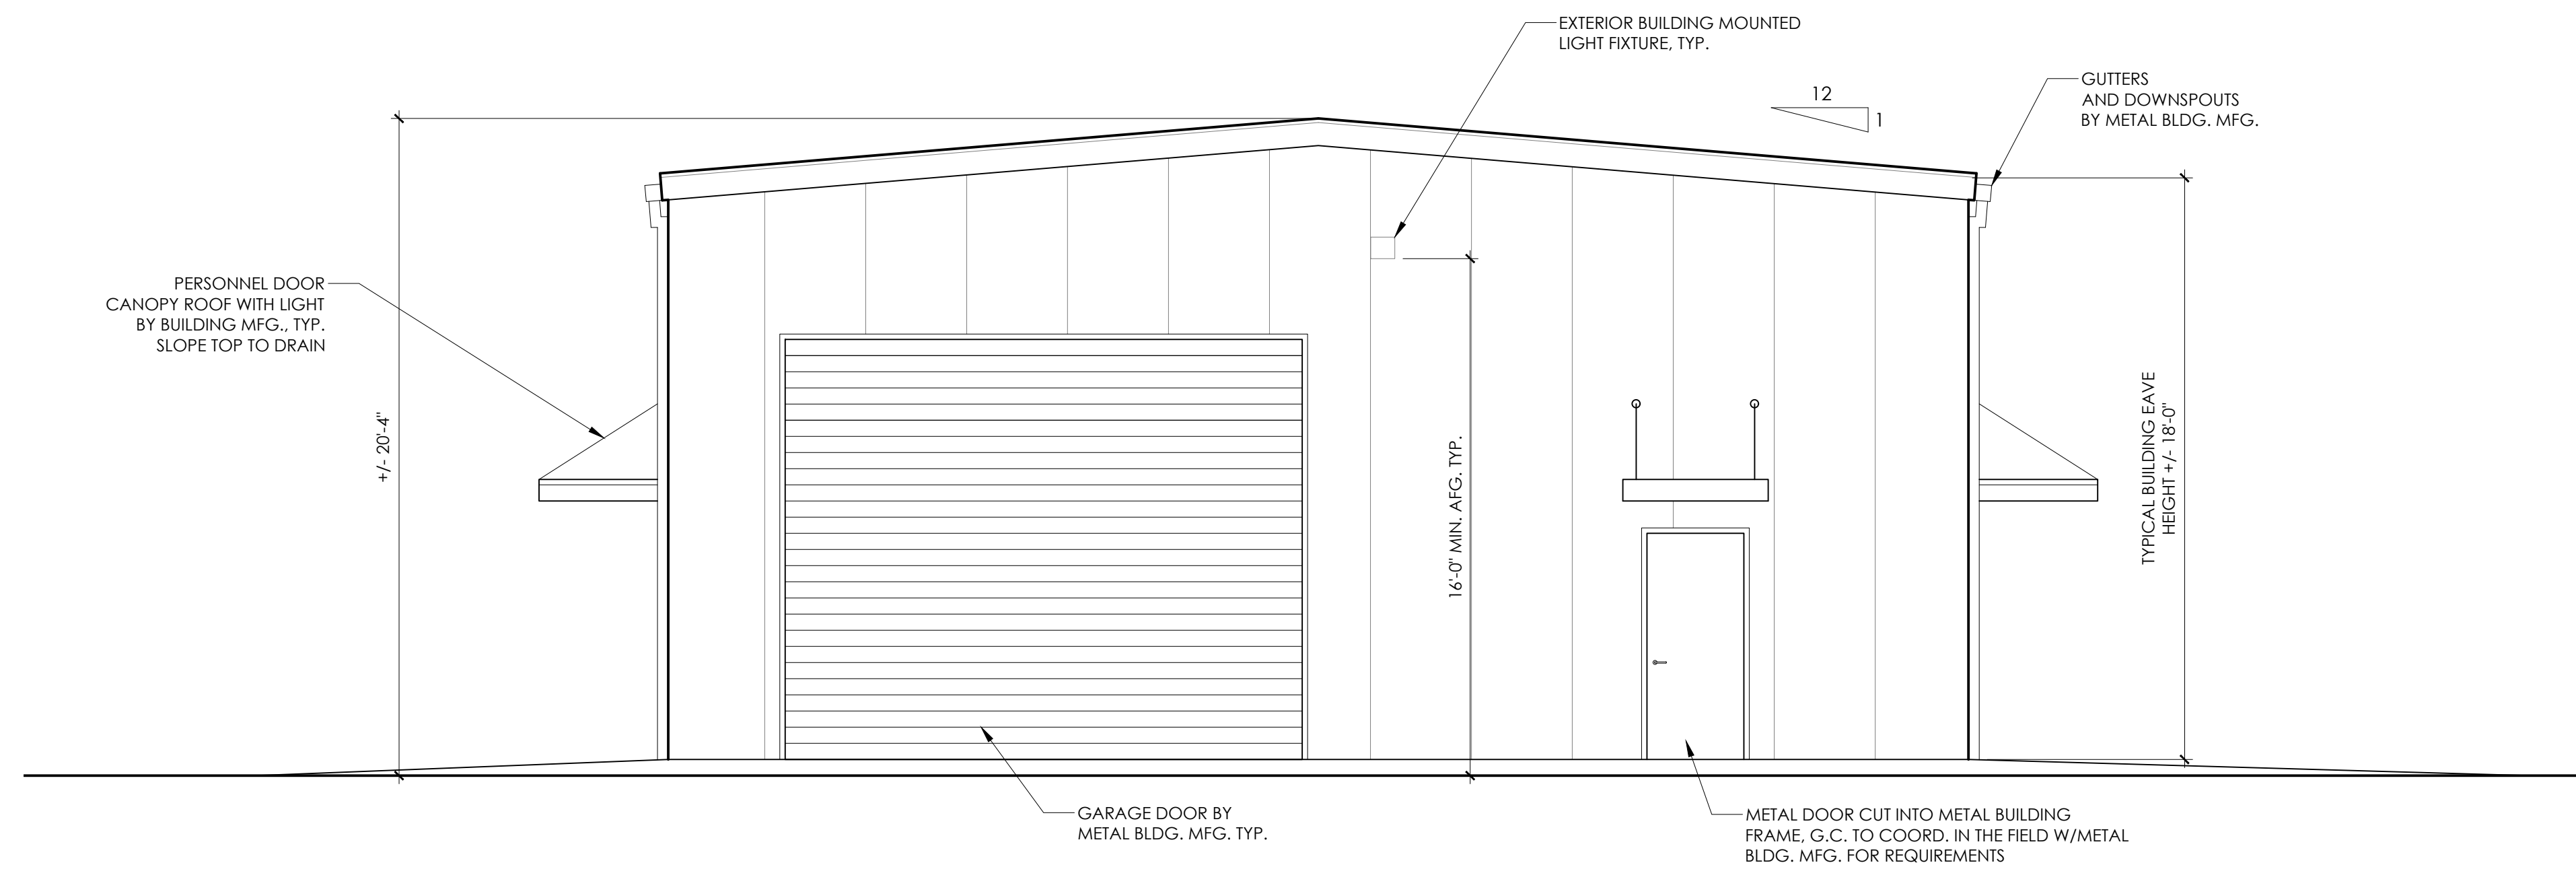 EXTERIOR BUILDING MOUNTED
LIGHT FIXTURE, TYP.
12
1
GUTTERS
AND DOWNSPOUTS
BY METAL BLDG. MFG.
PERSONNEL DOOR
CANOPY ROOF WITH LIGHT
BY BUILDING MFG., TYP.
SLOPE TOP TO DRAIN
+/- 20'-4"
16'-0" MIN. AFG. TYP.
TYPICAL BUILDING EAVE
HEIGHT +/- 18'-0"
GARAGE DOOR BY
METAL BLDG. MFG. TYP.
METAL DOOR CUT INTO METAL BUILDING
FRAME, G.C. TO COORD. IN THE FIELD W/METAL
BLDG. MFG. FOR REQUIREMENTS